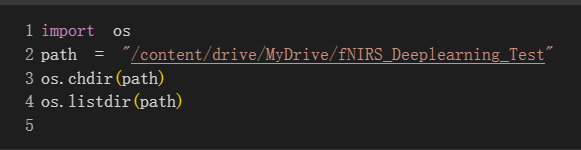 1 import os
2 path = "/content/drive/MyDrive/fNIRS_Deeplearning_Test"
3 os.chdir(path)
4 os.listdir(path)
5